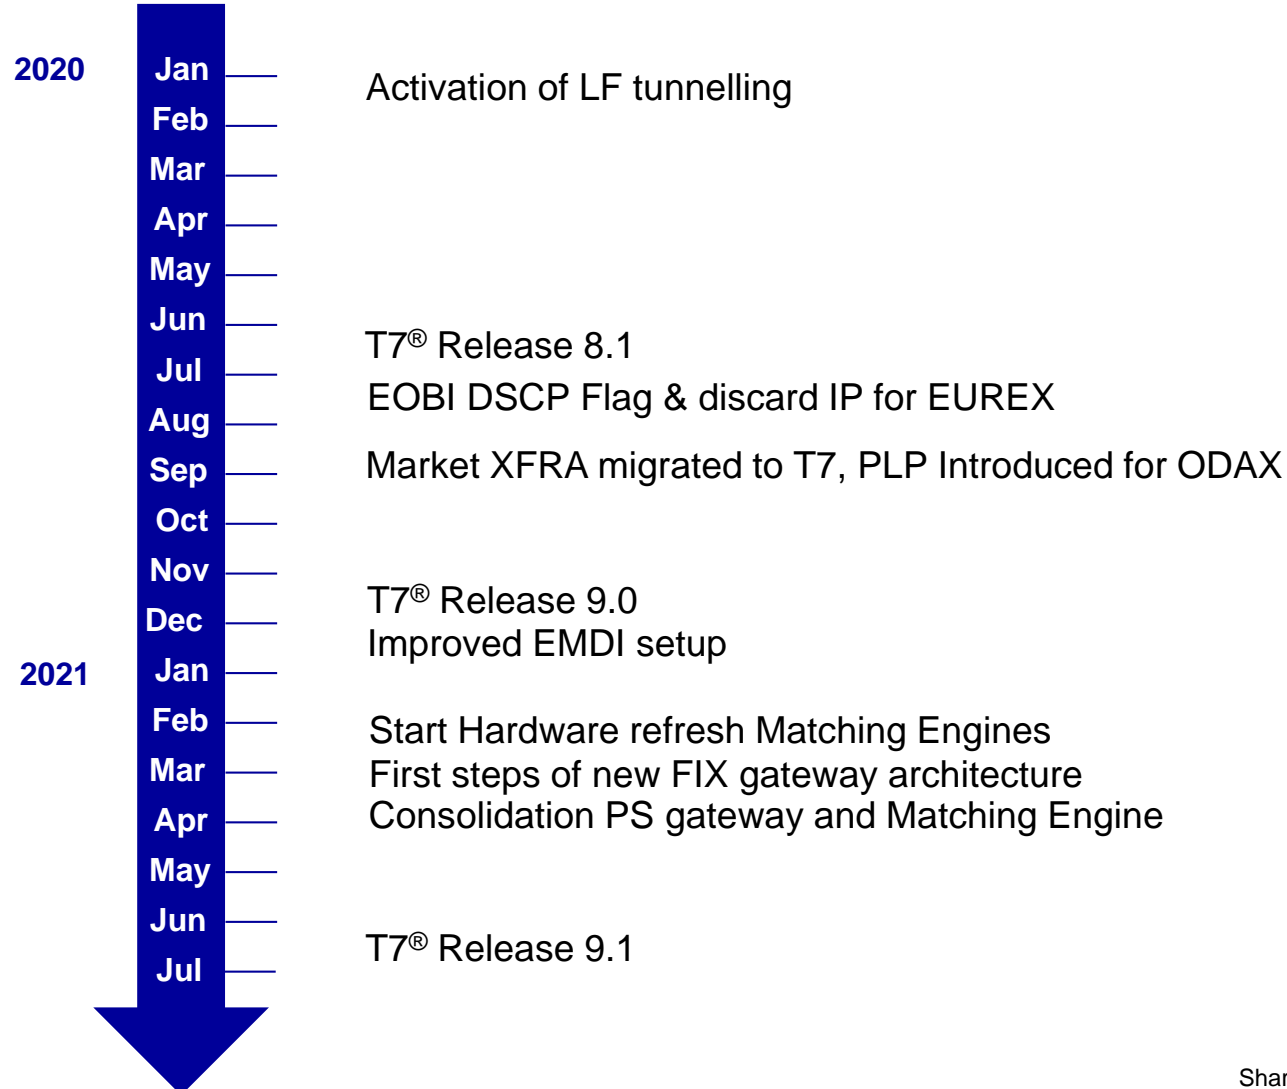 2020
Jan
Activation of LF tunnelling
Feb
Mar
Apr
May
Jun
T7® Release 8.1
Jul
EOBI DSCP Flag & discard IP for EUREX
Aug
Market XFRA migrated to T7, PLP Introduced for ODAX
Sep
Oct
Nov
T7® Release 9.0
Dec
Improved EMDI setup
2021
Jan
Feb
Start Hardware refresh Matching Engines
Mar
First steps of new FIX gateway architecture
Apr
Consolidation PS gateway and Matching Engine
May
Jun
T7® Release 9.1
Jul